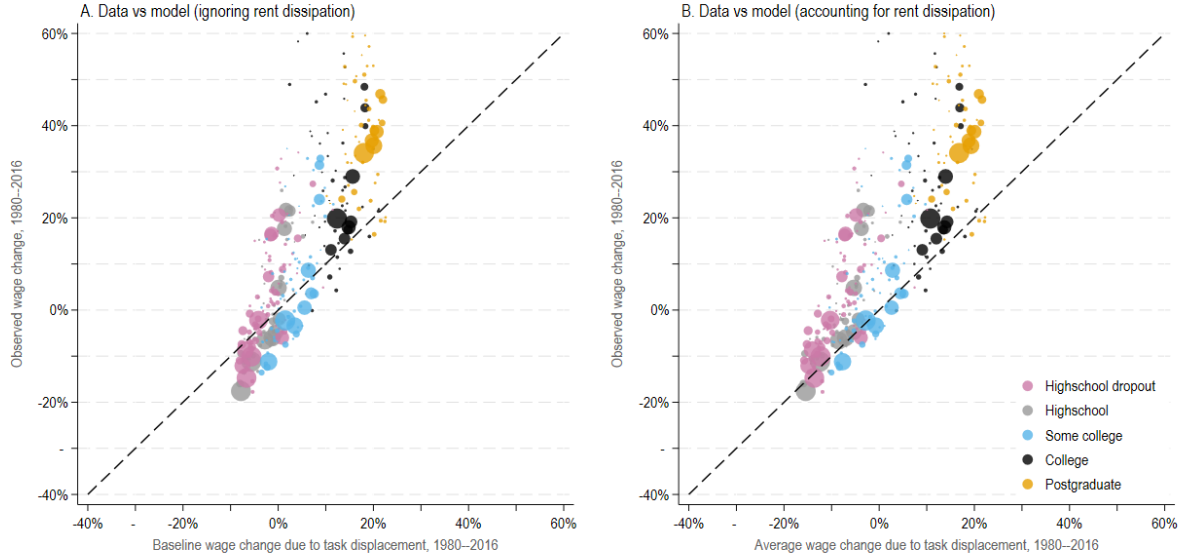 A. Data vs model (ignoring rent dissipation)
60%
40%
20%
0%
-20%
-
-40%
Observed wage change, 1980--2016
-40% - -20% 0% 20% 40% 60%
Baseline wage change due to task displacement, 1980--2016
B. Data vs model (accounting for rent dissipation)
60%
40%
20%
0%
-20%
-
-40%
Observed wage change, 1980--2016
-40% - -20% 0% 20% 40% 60%
Average wage change due to task displacement, 1980--2016
Highschool dropout
Highschool
Some college
College
Postgraduate